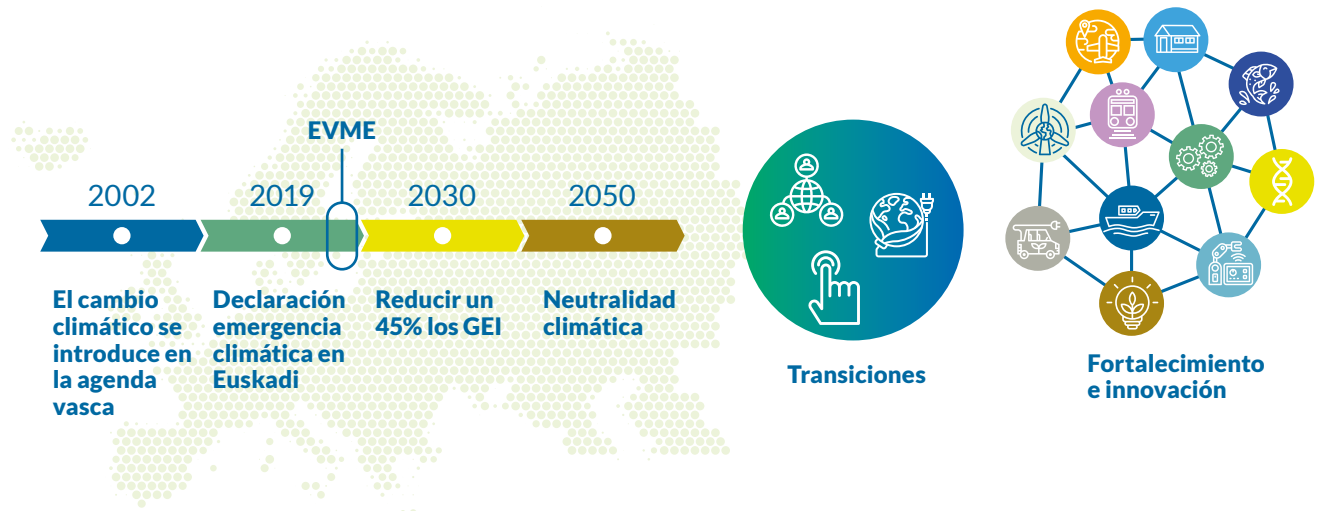 EVME
2002
2019
2030
2050
El cambio
climático se
introduce en
la agenda
vasca
Declaración
emergencia
climática en
Euskadi
Reducir un
45% los GEI
Neutralidad
climática
Transiciones
Fortalecimiento
e innovación